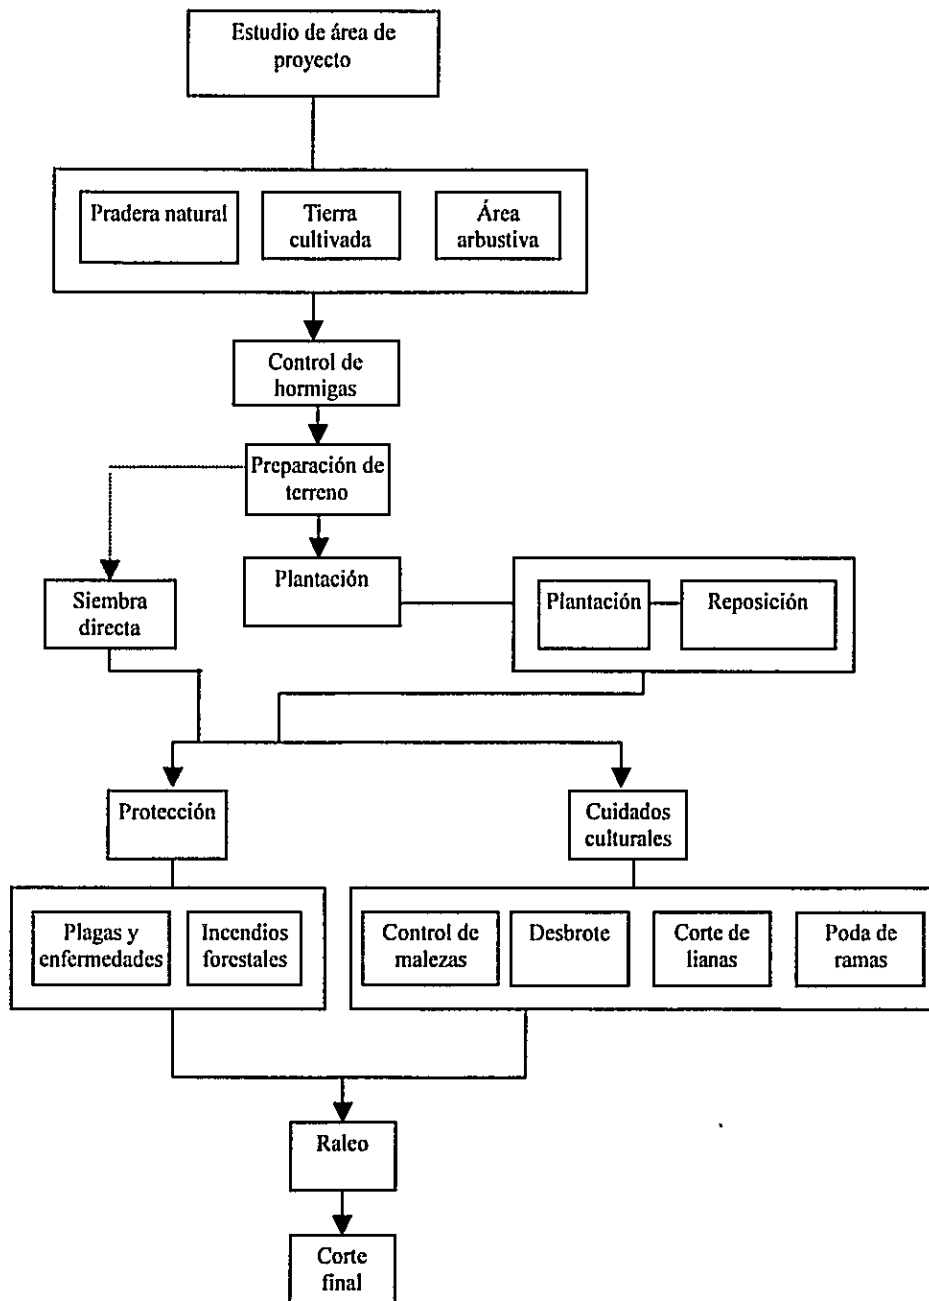 Estudio de área de
proyecto
Pradera natural
Tierra
cultivada
Área
arbustiva
Control de
hormigas
Preparación de
terreno
Plantación
Siembra
directa
Plantación
Reposición
Protección
Cuidados
culturales
Plagas y
enfermedades
Incendios
forestales
Control de
malezas
Desbrote
Corte de
lianas
Poda de
ramas
Raleo
Corte
final